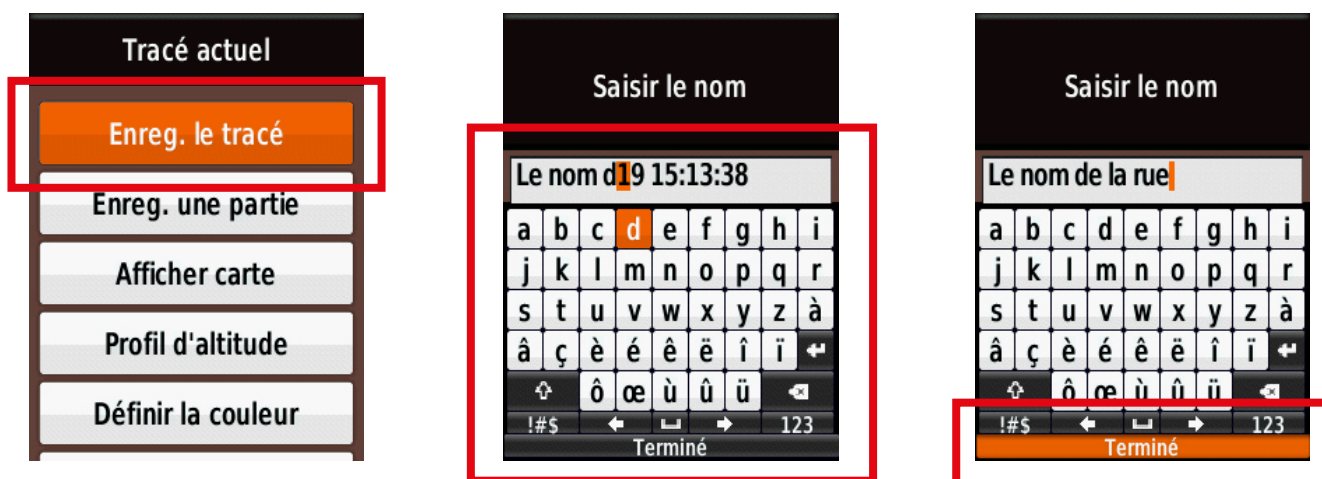 Tracé actuel
Enreg. le tracé
Enreg. une partie
Afficher carte
Profil d'altitude
Définir la couleur
Saisir le nom
Le nom d19 15:13:38
a b c d e f g h i
j k l m n o p q r
s t u v w x y z à
â ç è é ê ë î ï
ô œ ù û ü
!#$ 123
Terminé
Saisir le nom
Le nom de la rue
a b c d e f g h i
j k l m n o p q r
s t u v w x y z à
â ç è é ê ë î ï
ô œ ù û ü
!#$ 123
Terminé